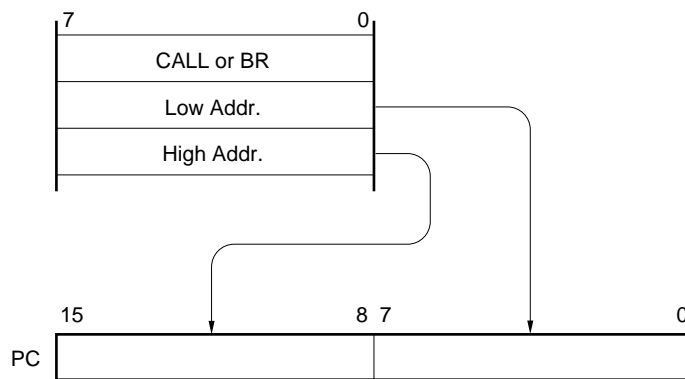 7 0
CALL or BR
Low Addr.
High Addr.
15 8 7 0
PC